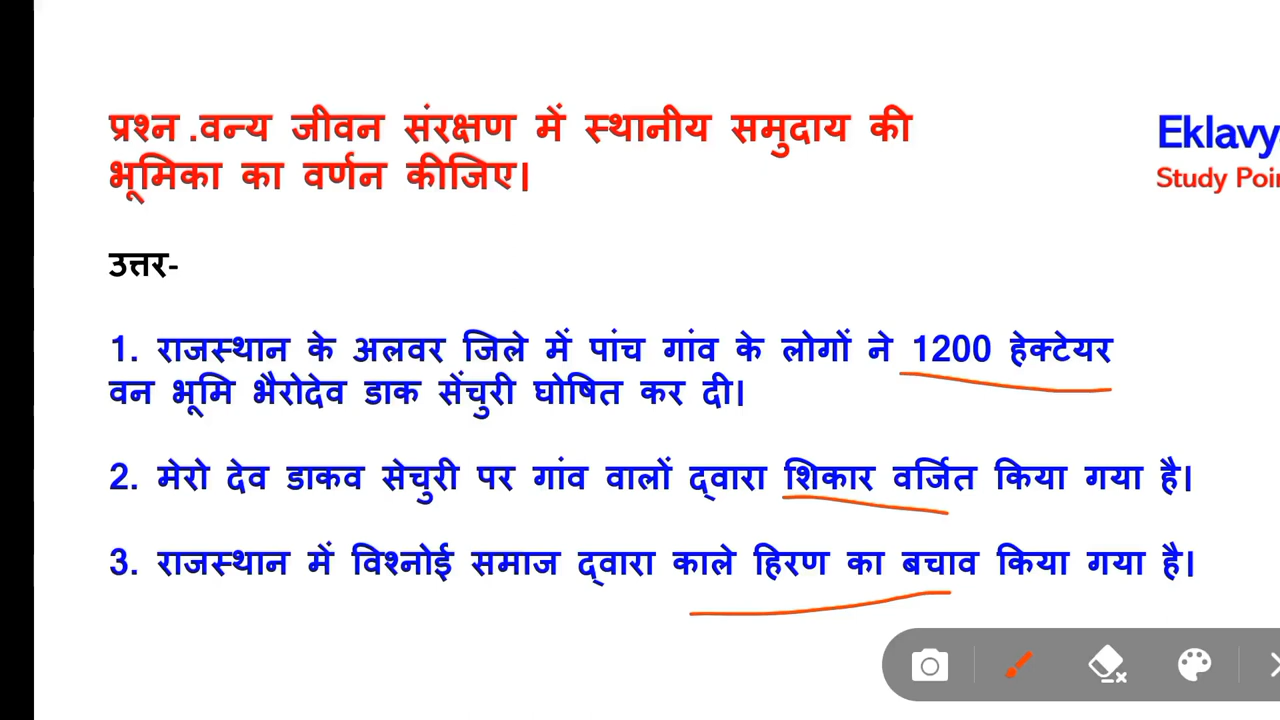 प्रश्न .वन्य जीवन संरक्षण में स्थानीय समुदाय की
भूमिका का वर्णन कीजिए।
Eklavy
Study Poin
उत्तर-
1. राजस्थान के अलवर जिले में पांच गांव के लोगों ने 1200 हेक्टेयर
वन भूमि भैरोदेव डाक सेंचुरी घोषित कर दी।
2. मेरो देव डाकव सेचुरी पर गांव वालों द्वारा शिकार वर्जित किया गया है।
3. राजस्थान में विश्नोई समाज द्वारा काले हिरण का बचाव किया गया है।